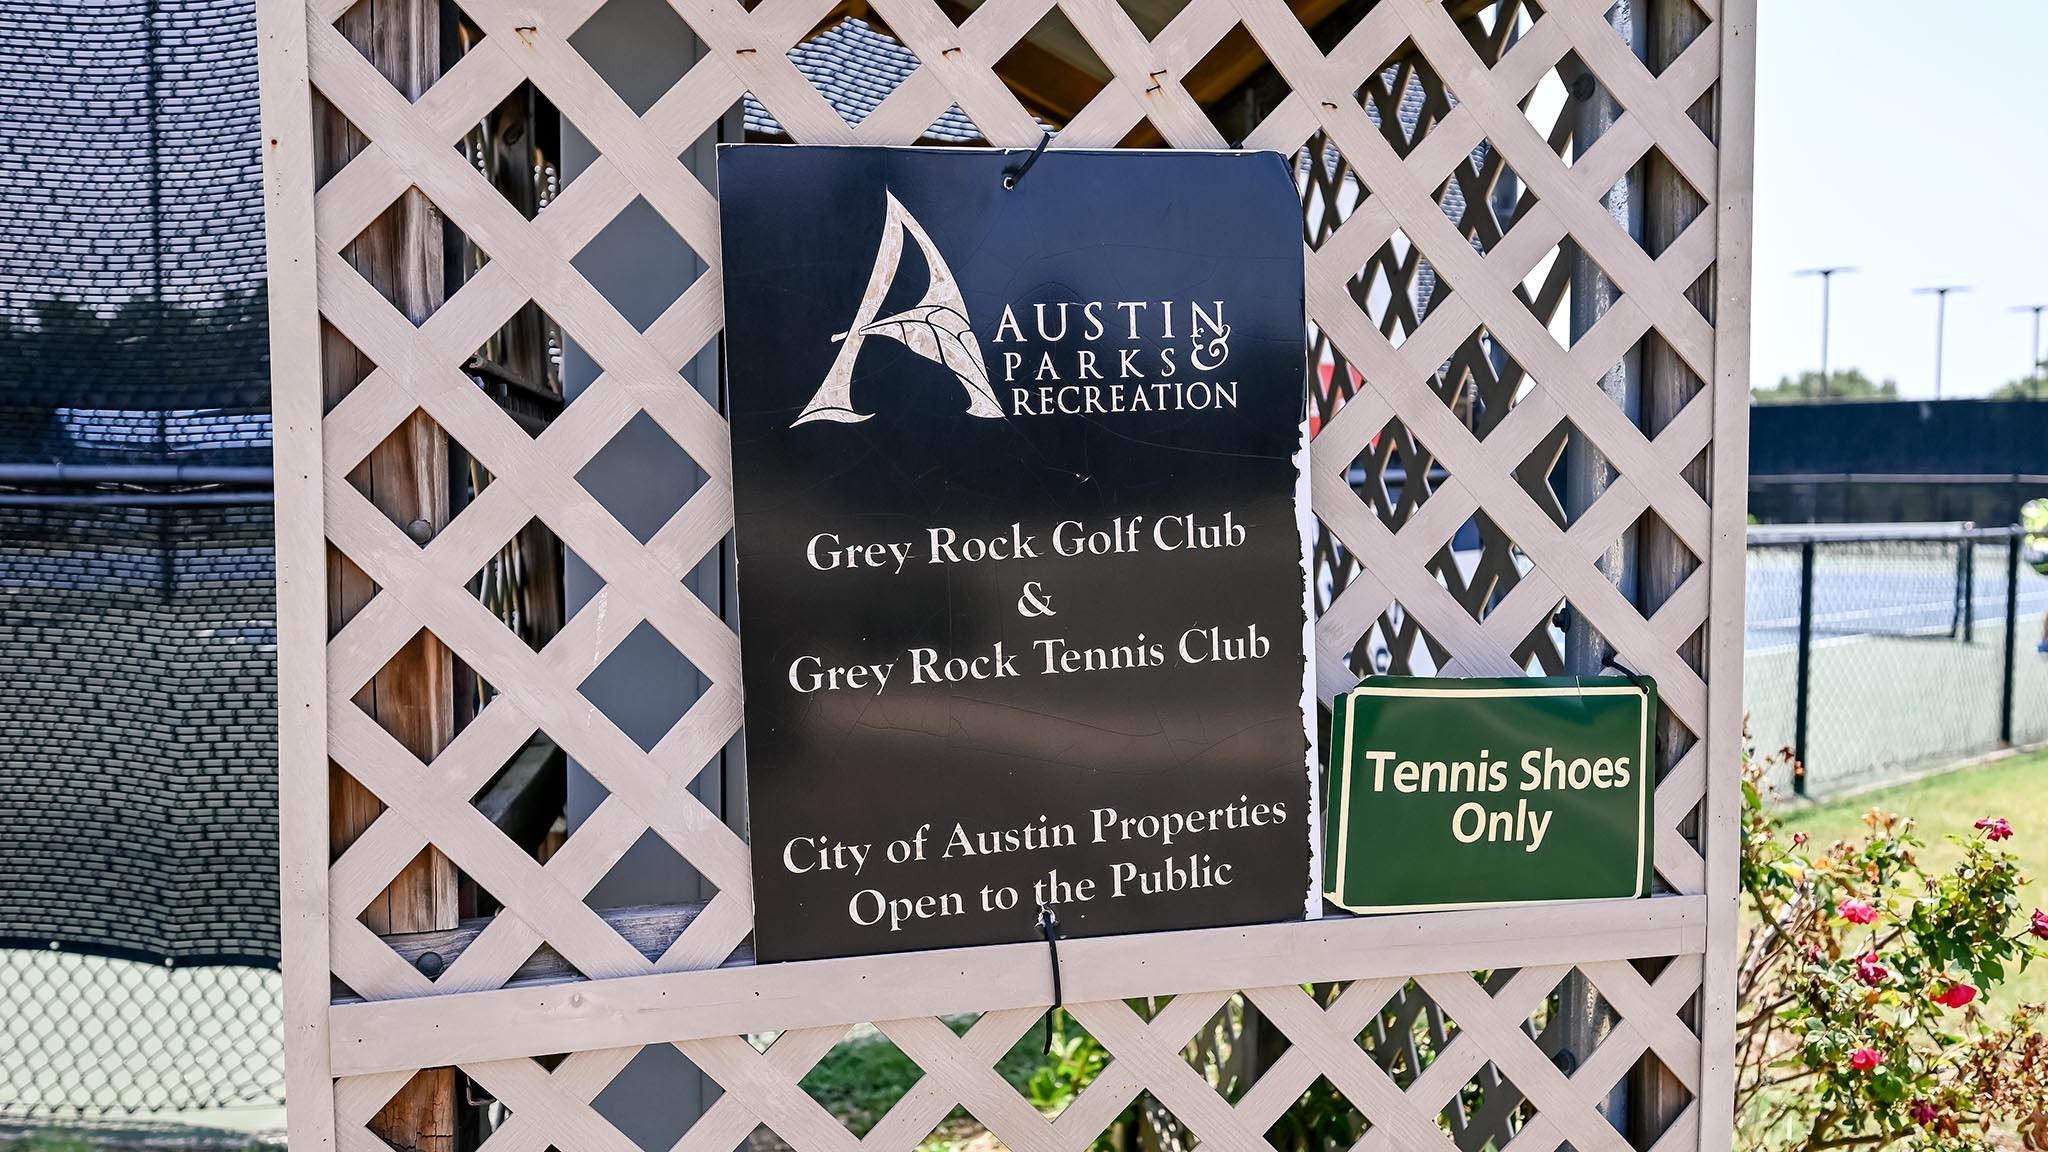 AUSTIN
PARKS &
RECREATION
Grey Rock Golf Club
&
Grey Rock Tennis Club
City of Austin Properties
Open to the Public
Tennis Shoes
Only